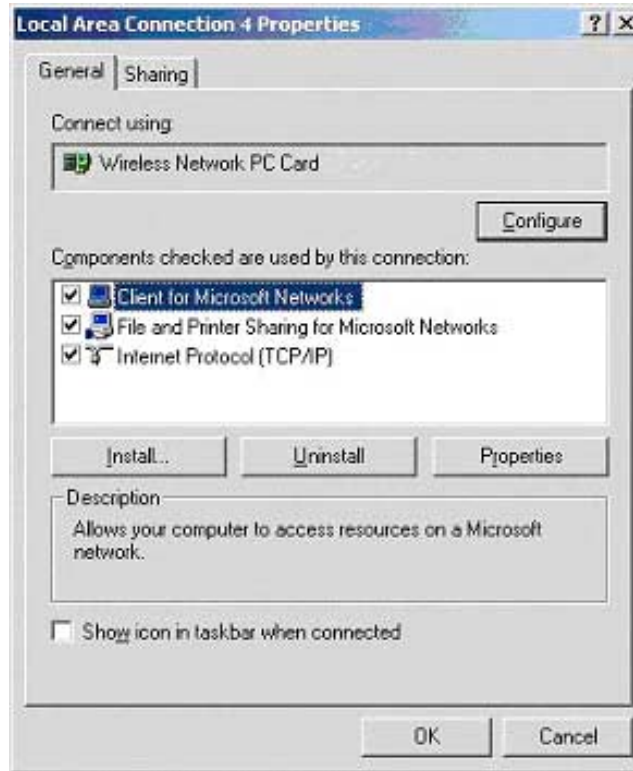 Local Area Connection 4 Properties
General
Sharing
Connect using:
Wireless Network PC Card
Configure
Components checked are used by this connection:
Client for Microsoft Networks
File and Printer Sharing for Microsoft Networks
Internet Protocol (TCP/IP)
Install...
Uninstall
Properties
Description
Allows your computer to access resources on a Microsoft
network.
Show icon in taskbar when connected
OK
Cancel